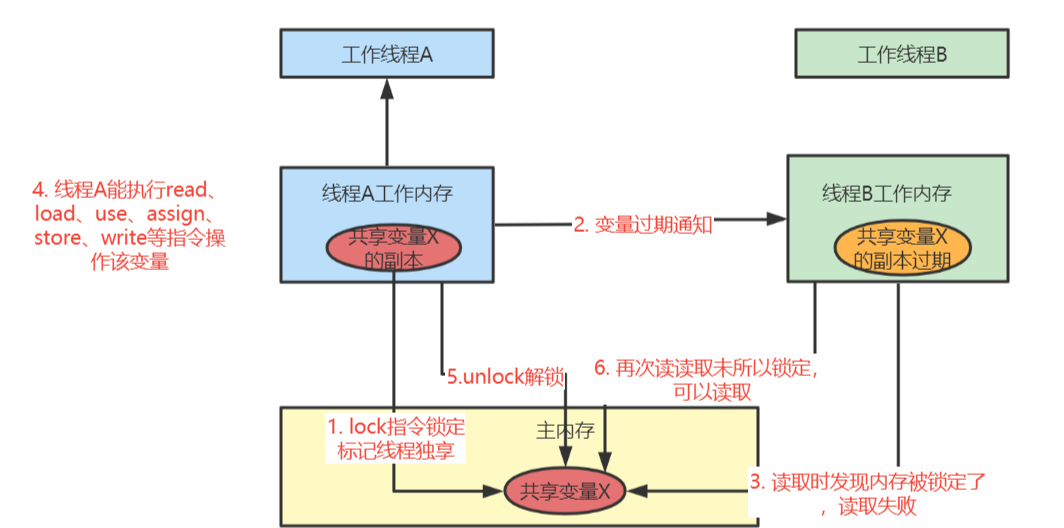 工作线程A
工作线程B
线程A工作内存
共享变量X
的副本
线程B工作内存
共享变量X
的副本过期
4. 线程A能执行read、
load、use、assign、
store、write等指令操
作该变量
2. 变量过期通知
5.unlock解锁
6. 再次读读取未所以锁定,
可以读取
1. lock指令锁定
标记线程独享
主内存
共享变量X
3. 读取时发现内存被锁定了
，读取失败